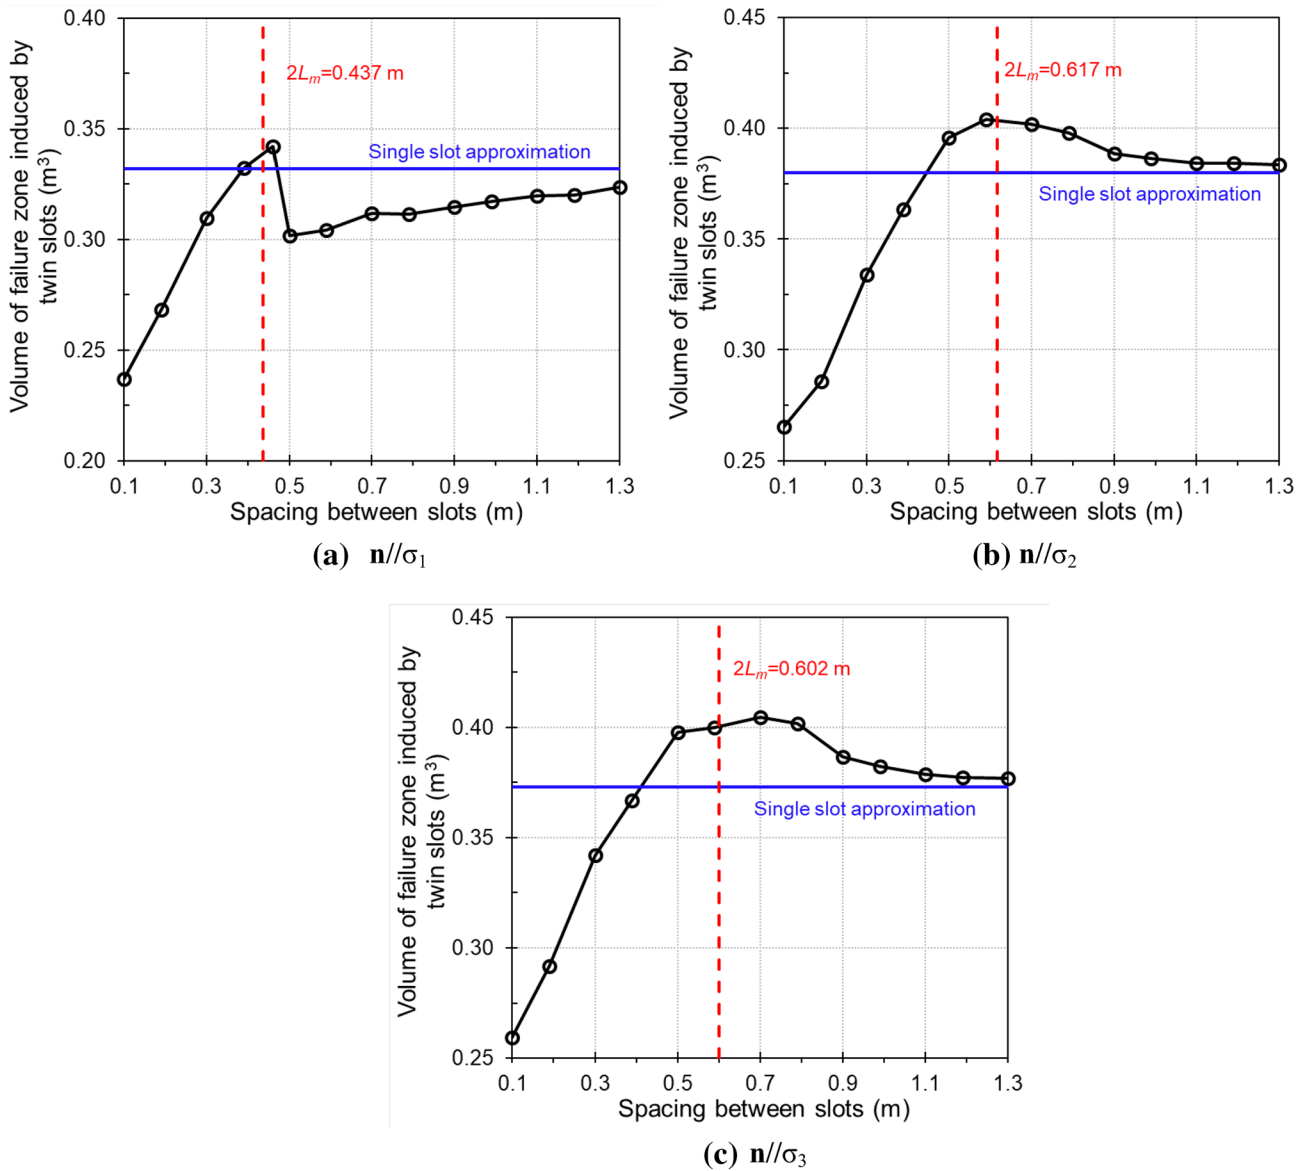 0.40
0.35
0.30
0.25
0.20
Volume of failure zone induced by
twin slots (m³)
2Lₘ=0.437 m
Single slot approximation
0.1 0.3 0.5 0.7 0.9 1.1 1.3
Spacing between slots (m)
(a) n//σ₁
0.45
0.40
0.35
0.30
0.25
Volume of failure zone induced by
twin slots (m³)
2Lₘ=0.617 m
Single slot approximation
0.1 0.3 0.5 0.7 0.9 1.1 1.3
Spacing between slots (m)
(b) n//σ₂
0.45
0.40
0.35
0.30
0.25
Volume of failure zone induced by
twin slots (m³)
2Lₘ=0.602 m
Single slot approximation
0.1 0.3 0.5 0.7 0.9 1.1 1.3
Spacing between slots (m)
(c) n//σ₃